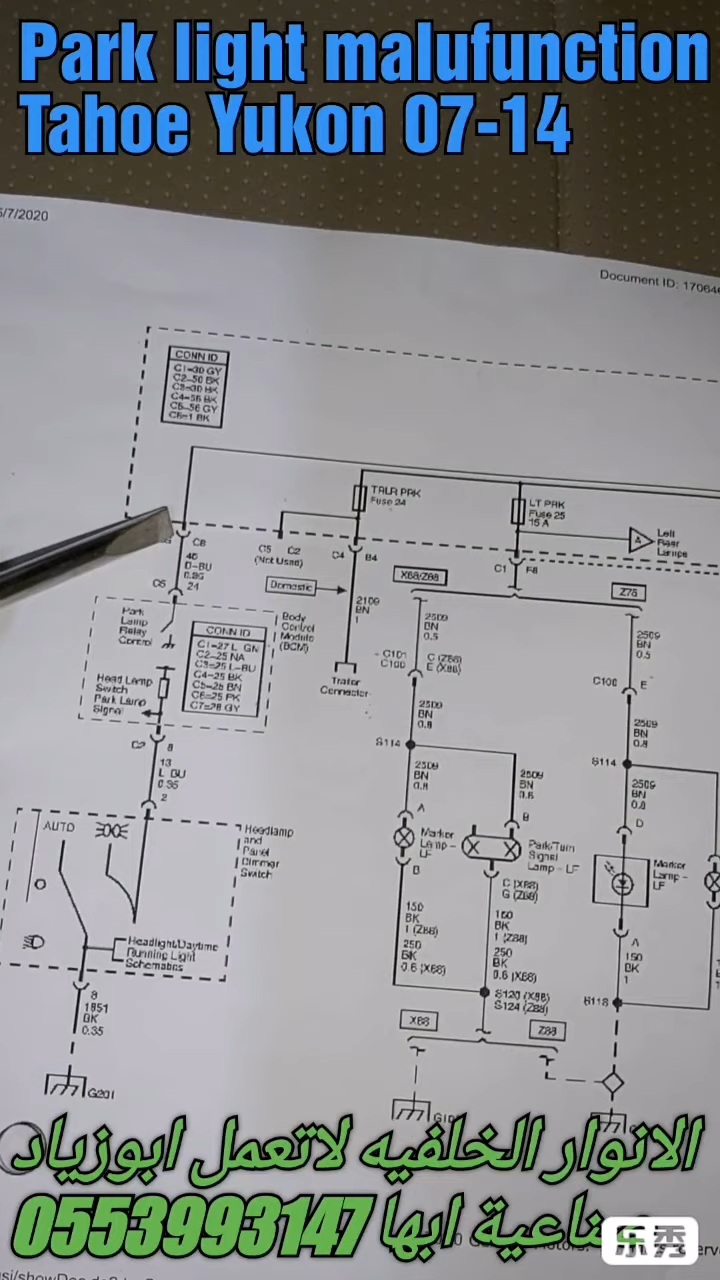 Park light malufunction
Tahoe Yukon 07-14
5/7/2020
Document ID: 17064
CONN ID
C1=30 GY
C2=50 BK
C3=30 BK
C4=56 BK
C5=56 GY
C6=1 BK
TRLR PRK
Fuse 24
LT PRK
Fuse 25
15 A
Left
Rear
Lamps
A
C6
40
D-BU
0.35
C5
24
C5
C2
(Not Used)
C4
B4
Domestic
2109
BN
1
Trailer
Connector
X88/Z88
C1
F8
Z75
Park
Lamp
Relay
Control
Body
Control
Module
(BCM)
CONN ID
C1=27 L GN
C2=25 NA
C3=25 L-BU
C4=25 BK
C5=25 BN
C6=25 PK
C7=28 GY
Head Lamp
Switch
Park Lamp
Signal
C2
8
13
L BU
0.35
2
2509
BN
0.5
C101
C100
C (Z88)
E (X88)
2509
BN
0.8
S114
2509
BN
0.8
2509
BN
0.5
C100
E
2509
BN
0.8
S114
2509
BN
0.8
D
2509
BN
0.8
A
B
Marker
Lamp -
LF
Park/Turn
Signal
Lamp - LF
Marker
Lamp -
LF
B
C (X88)
G (Z88)
150
BK
1 (Z88)
250
BK
0.8 (X88)
150
BK
1 (Z88)
250
BK
0.8 (X88)
A
150
BK
1
S120 (X88)
S124 (Z88)
S118
X88
Z88
AUTO
Headlamp
and
Panel
Dimmer
Switch
Headlight/Daytime
Running Light
Schematics
8
1851
BK
0.35
G201
الانوار الخلفيه لاتعمل ابوزياد
صناعية ابها 0553993147